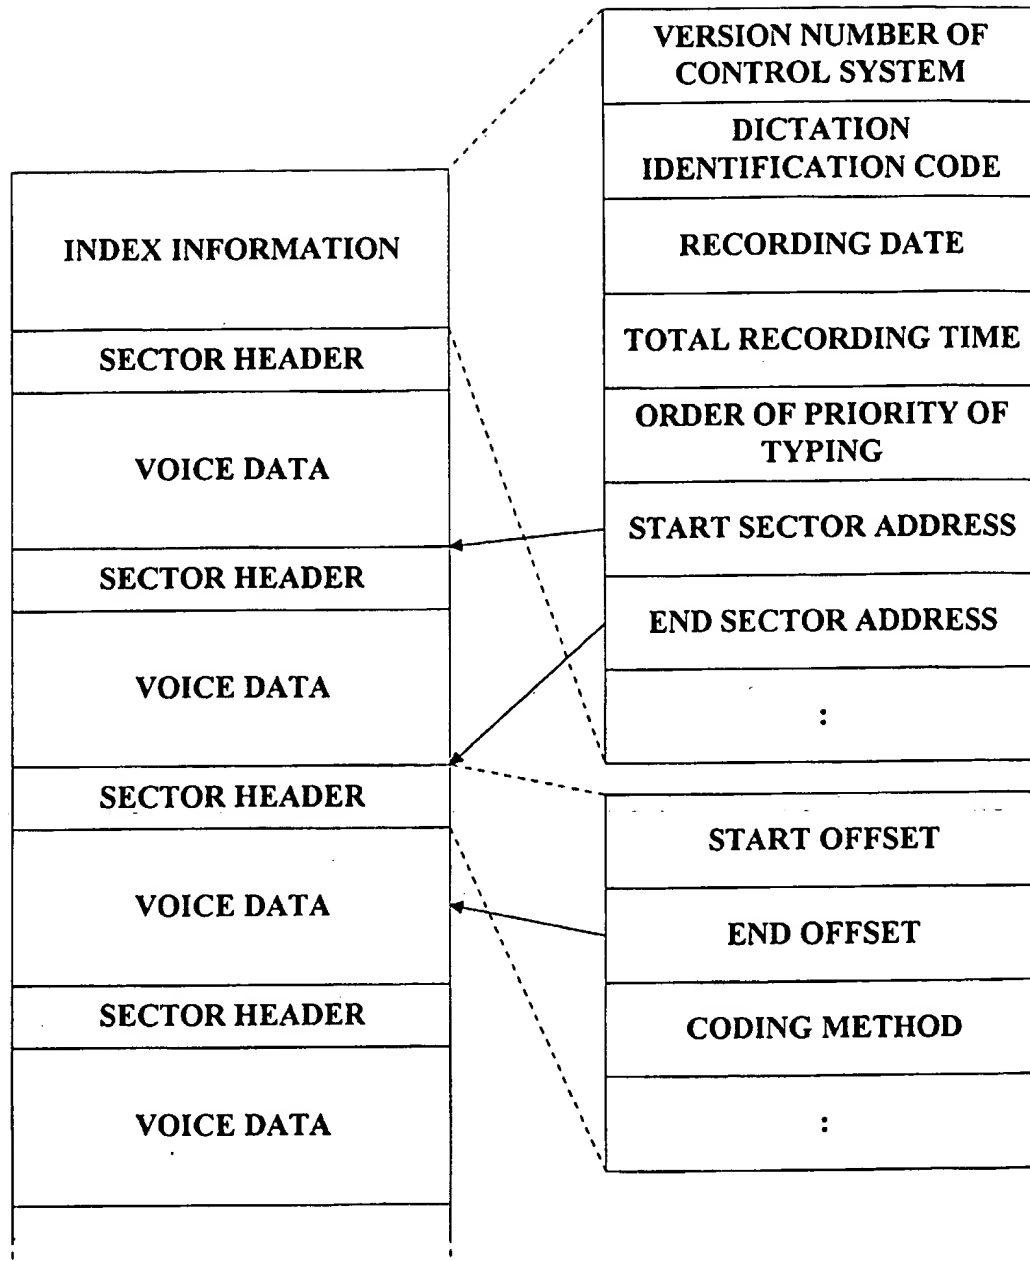 INDEX INFORMATION
SECTOR HEADER
VOICE DATA
SECTOR HEADER
VOICE DATA
SECTOR HEADER
VOICE DATA
SECTOR HEADER
VOICE DATA
VERSION NUMBER OF
CONTROL SYSTEM
DICTATION
IDENTIFICATION CODE
RECORDING DATE
TOTAL RECORDING TIME
ORDER OF PRIORITY OF
TYPING
START SECTOR ADDRESS
END SECTOR ADDRESS
:
START OFFSET
END OFFSET
CODING METHOD
: